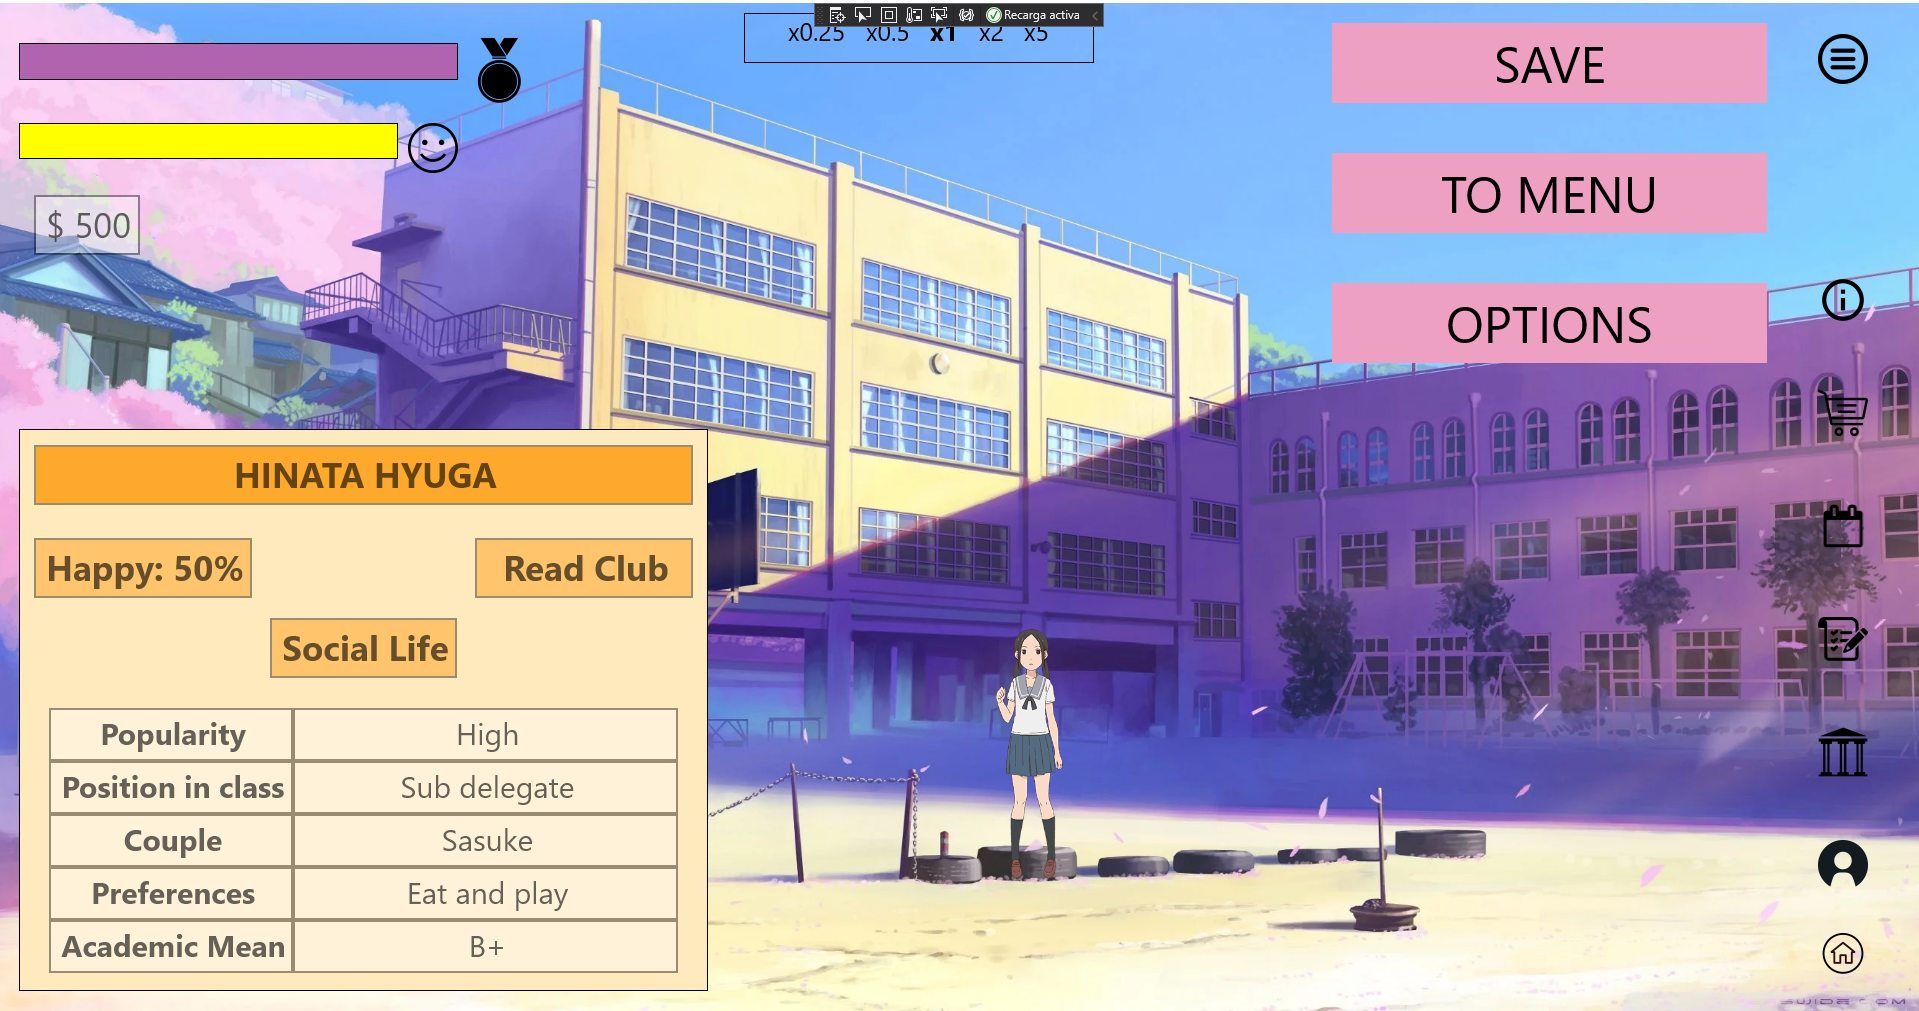 Recarga activa
x0.25 x0.5 x1 x2 x5
SAVE
TO MENU
$ 500
OPTIONS
HINATA HYUGA
Happy: 50%
Read Club
Social Life
Popularity High
Position in class Sub delegate
Couple Sasuke
Preferences Eat and play
Academic Mean B+